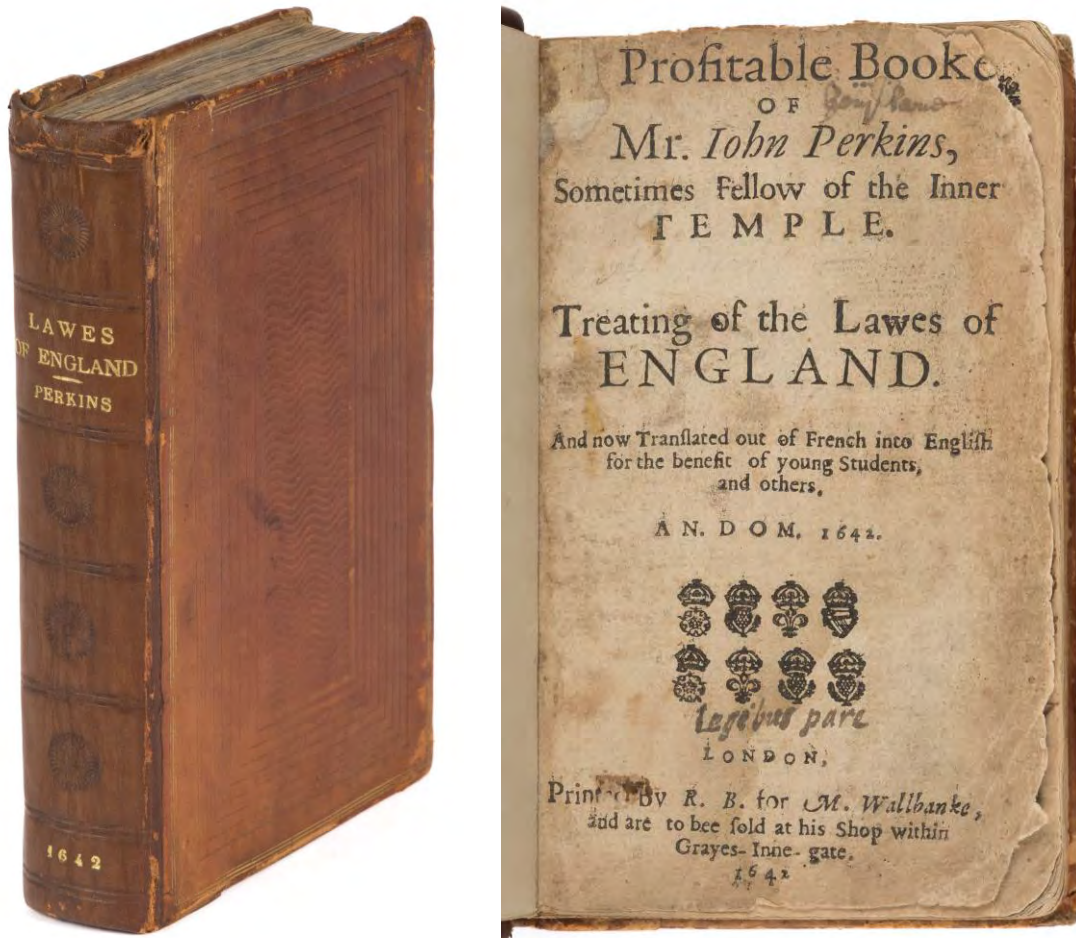 LAWES
OF ENGLAND
PERKINS
1642
Profitable Booke
OF
Mr. Iohn Perkins,
Sometimes Fellow of the Inner
TEMPLE.
Treating of the Lawes of
ENGLAND.
And now Tranſlated out of French into Engliſh
for the benefit of young Students,
and others.
AN. DOM. 1642.
Legibus pare
LONDON,
Printed By R. B. for M. Wallbanke,
and are to bee ſold at his Shop within
Grayes-Inne-gate.
1642